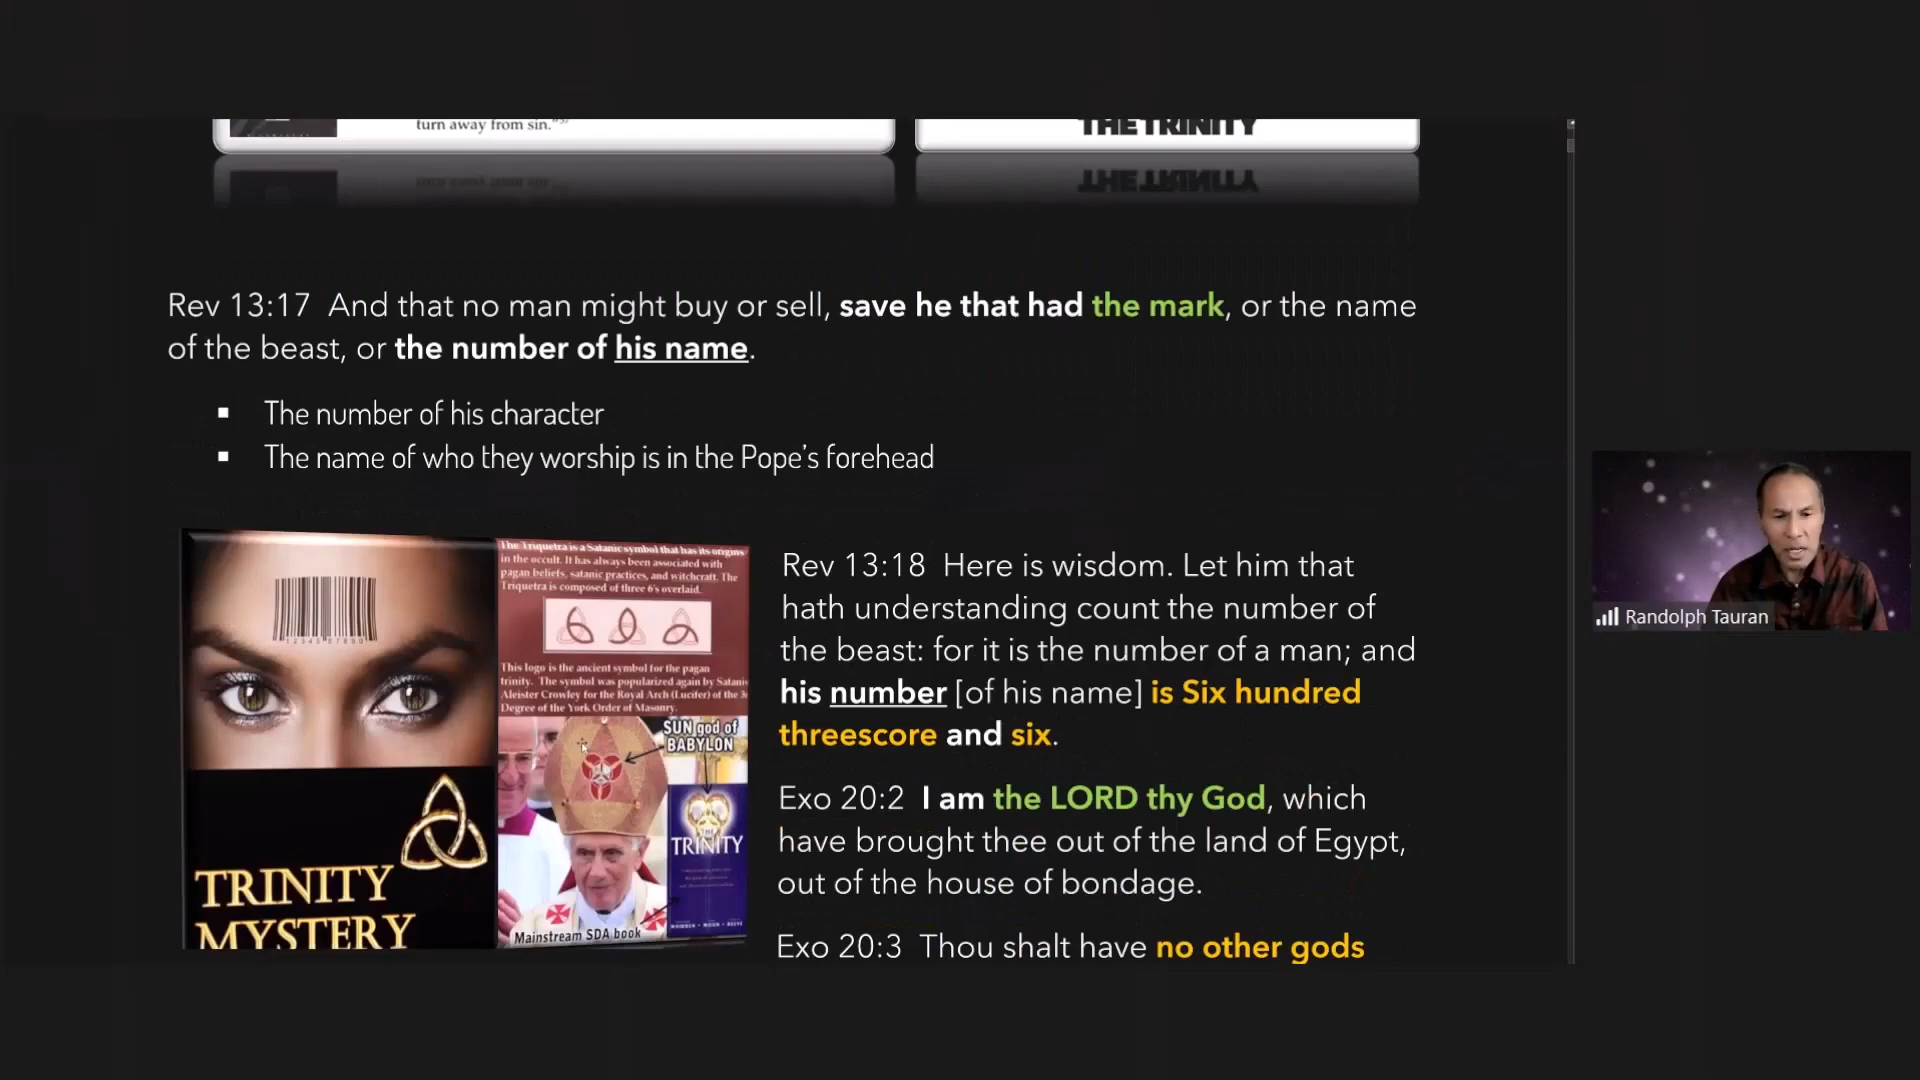 turn away from sin."
THE TRINITY
Rev 13:17 And that no man might buy or sell, save he that had the mark, or the name
of the beast, or the number of his name.
▪ The number of his character
▪ The name of who they worship is in the Pope's forehead
The Triquetra is a Satanic symbol that has its origins
in the occult. It has always been associated with
pagan beliefs, satanic practices, and witchcraft. The
Triquetra is composed of three 6's overlaid.
This logo is the ancient symbol for the pagan
trinity. The symbol was popularized again by Satanis
Aleister Crowley for the Royal Arch (Lucifer) of the 3
Degree of the York Order of Masonry.
SUN god of
BABYLON
THE
TRINITY
WHIDDEN • MOON • REEVE
Mainstream SDA book
TRINITY
MYSTERY
Rev 13:18 Here is wisdom. Let him that
hath understanding count the number of
the beast: for it is the number of a man; and
his number [of his name] is Six hundred
threescore and six.
Exo 20:2 I am the LORD thy God, which
have brought thee out of the land of Egypt,
out of the house of bondage.
Exo 20:3 Thou shalt have no other gods
Randolph Tauran